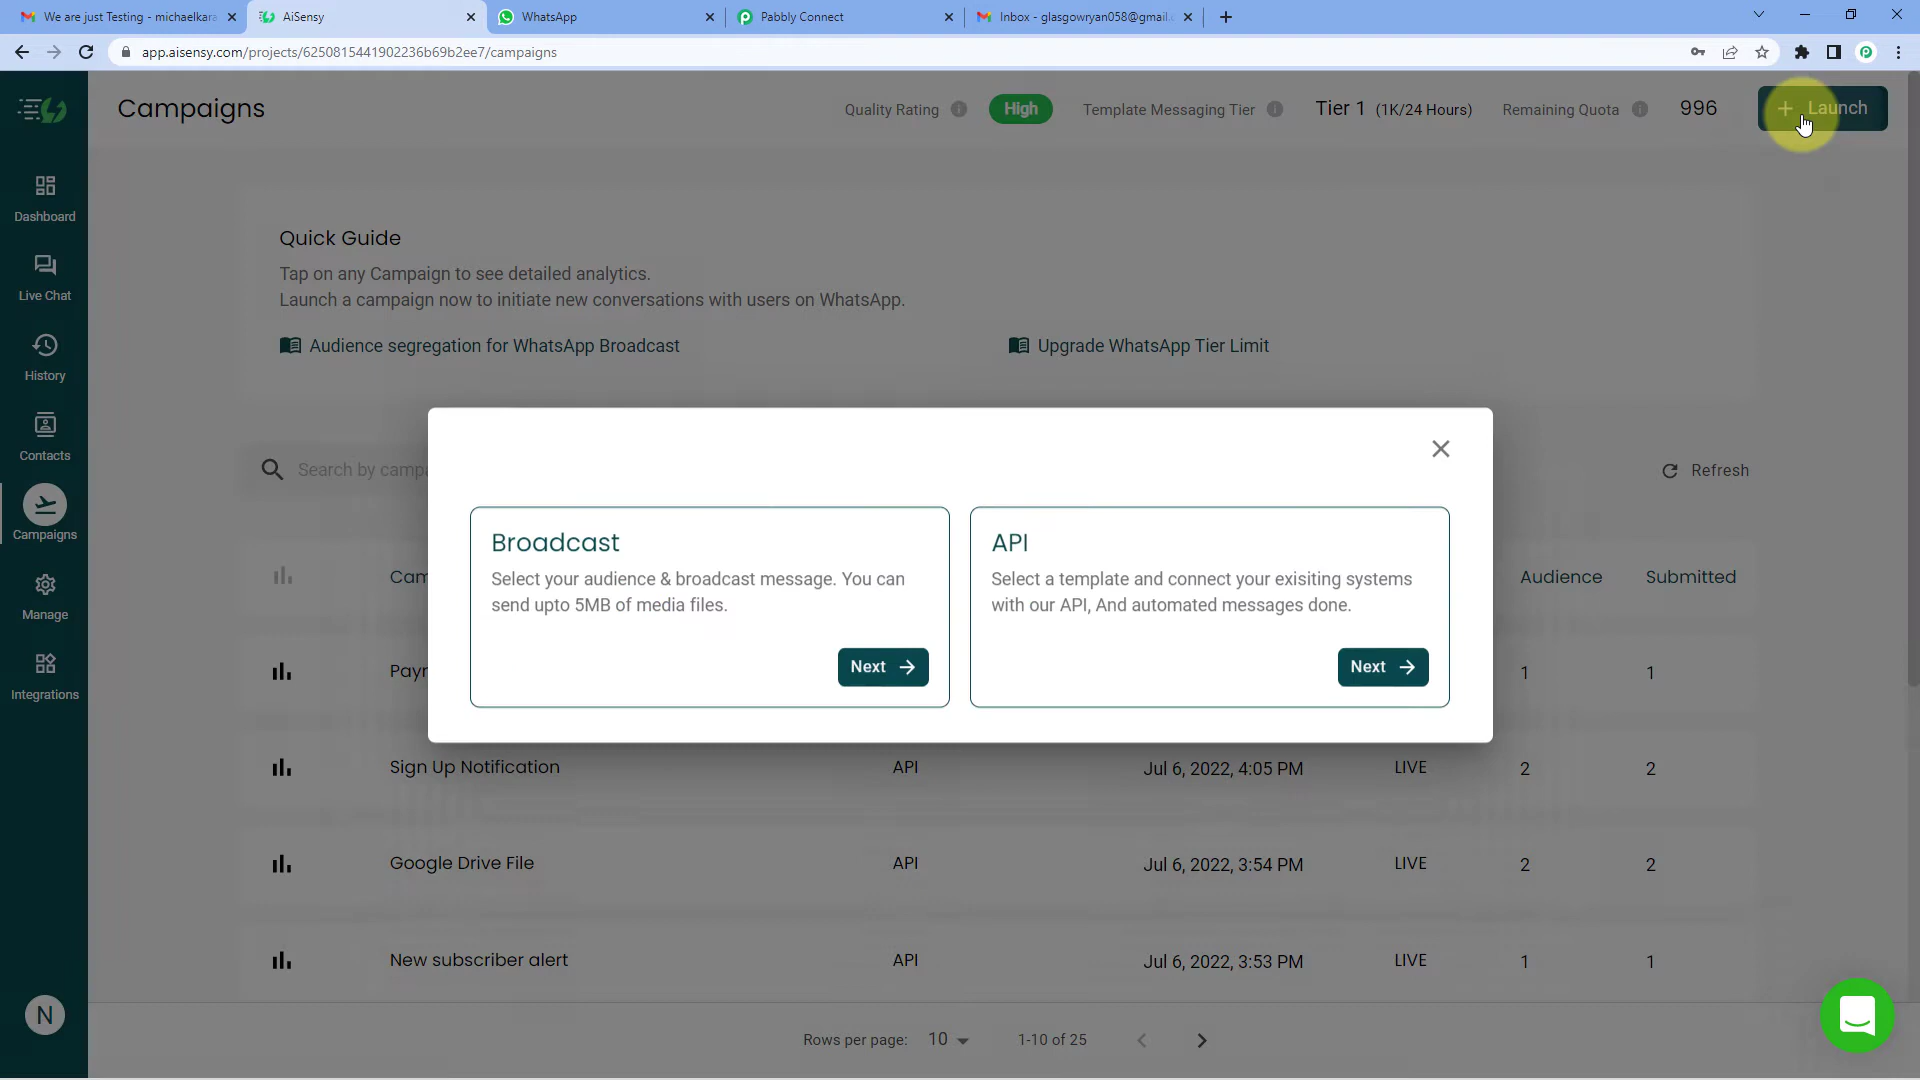 We are just Testing - michaelkara
AiSensy
WhatsApp
Pabbly Connect
Inbox - glasgowryan058@gmail.
app.aisensy.com/projects/6250815441902236b69b2ee7/campaigns
Campaigns
Quality Rating
High
Template Messaging Tier
Tier 1 (1K/24 Hours)
Remaining Quota
996
+ Launch
Dashboard
Live Chat
History
Contacts
Campaigns
Manage
Integrations
N
Quick Guide
Tap on any Campaign to see detailed analytics.
Launch a campaign now to initiate new conversations with users on WhatsApp.
Audience segregation for WhatsApp Broadcast
Upgrade WhatsApp Tier Limit
Search by camp
Refresh
Broadcast
Select your audience & broadcast message. You can
send upto 5MB of media files.
Next
API
Select a template and connect your exisiting systems
with our API, And automated messages done.
Next
Cam
Audience
Submitted
Payr
1
1
Sign Up Notification
API
Jul 6, 2022, 4:05 PM
LIVE
2
2
Google Drive File
API
Jul 6, 2022, 3:54 PM
LIVE
2
2
New subscriber alert
API
Jul 6, 2022, 3:53 PM
LIVE
1
1
Rows per page:
10
1-10 of 25